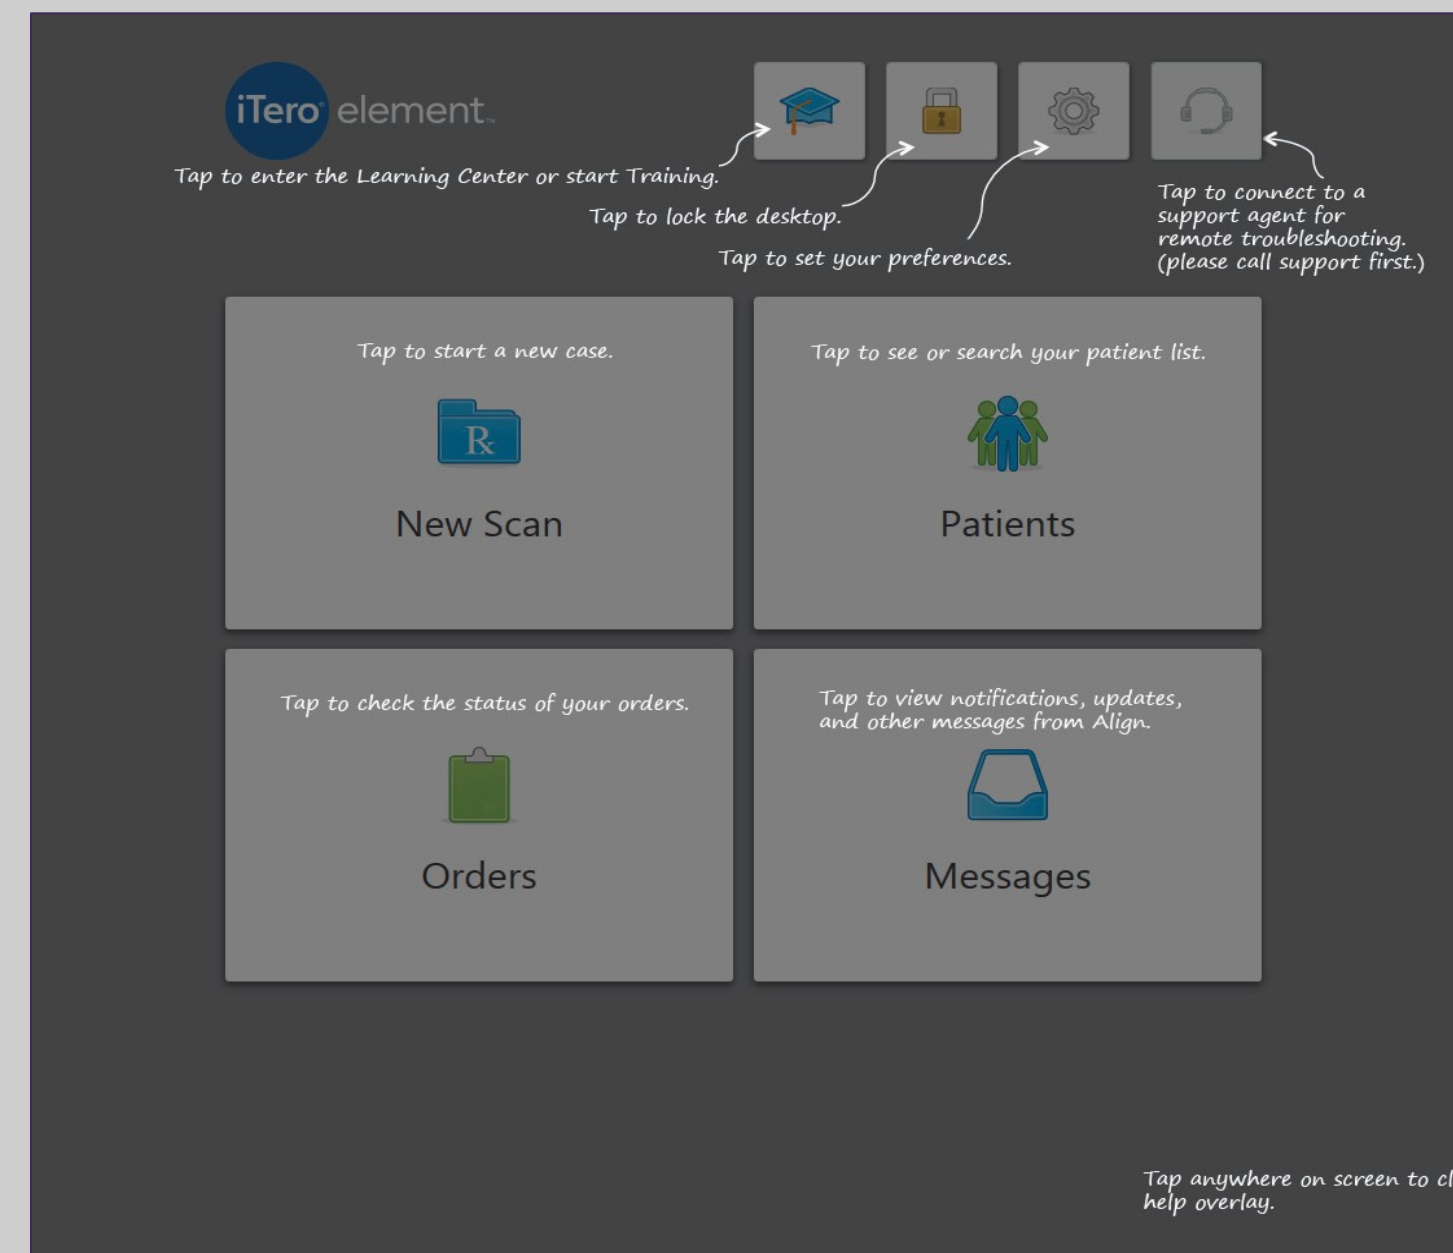 iTero element
Tap to enter the Learning Center or start Training.
Tap to lock the desktop.
Tap to set your preferences.
Tap to connect to a
support agent for
remote troubleshooting.
(please call support first.)
Tap to start a new case.
Rx
New Scan
Tap to see or search your patient list.
Patients
Tap to check the status of your orders.
Orders
Tap to view notifications, updates,
and other messages from Align.
Messages
Tap anywhere on screen to cl
help overlay.